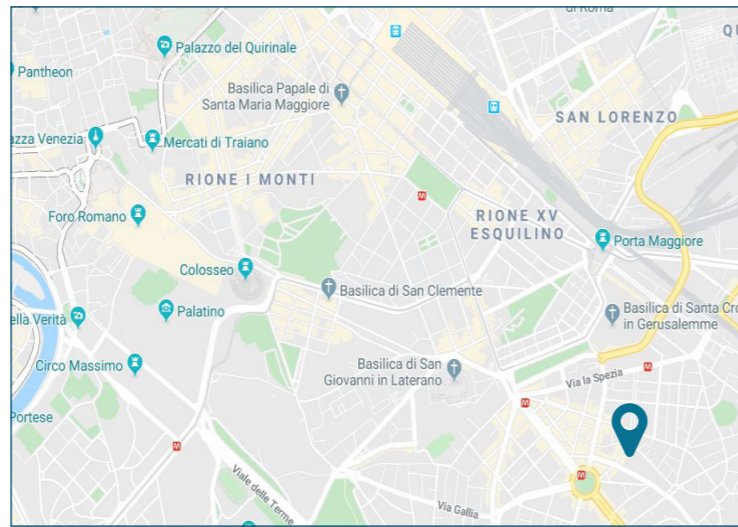 di Roma
QU
Palazzo del Quirinale
Pantheon
Basilica Papale di
Santa Maria Maggiore
SAN LORENZO
azza Venezia
Mercati di Traiano
RIONE I MONTI
M
RIONE XV
ESQUILINO
Foro Romano
Porta Maggiore
Colosseo
Basilica di San Clemente
ella Verità
Palatino
Basilica di Santa Cro
in Gerusalemme
Circo Massimo
Basilica di San
Giovanni in Laterano
Via la Spezia
M
M
Portese
M
M
Viale delle Terme
Via Gallia